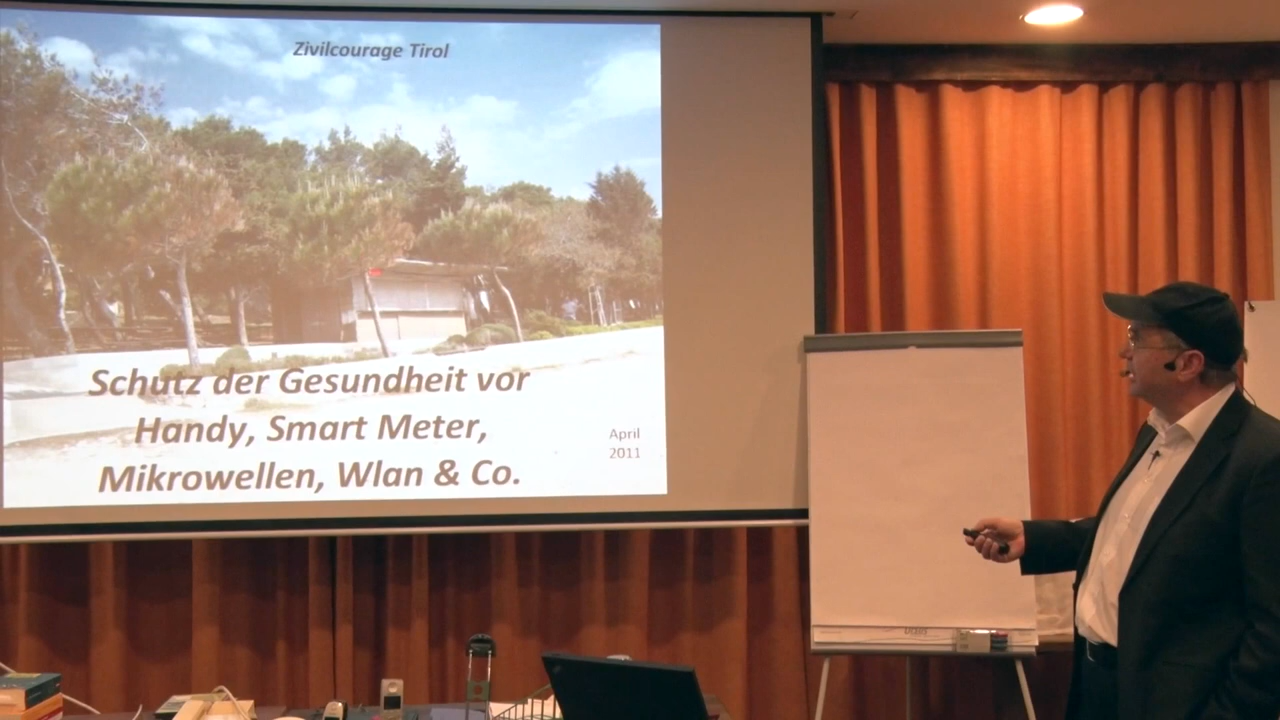 Zivilcourage Tirol
Schutz der Gesundheit vor
Handy, Smart Meter,
Mikrowellen, Wlan & Co.
April
2011